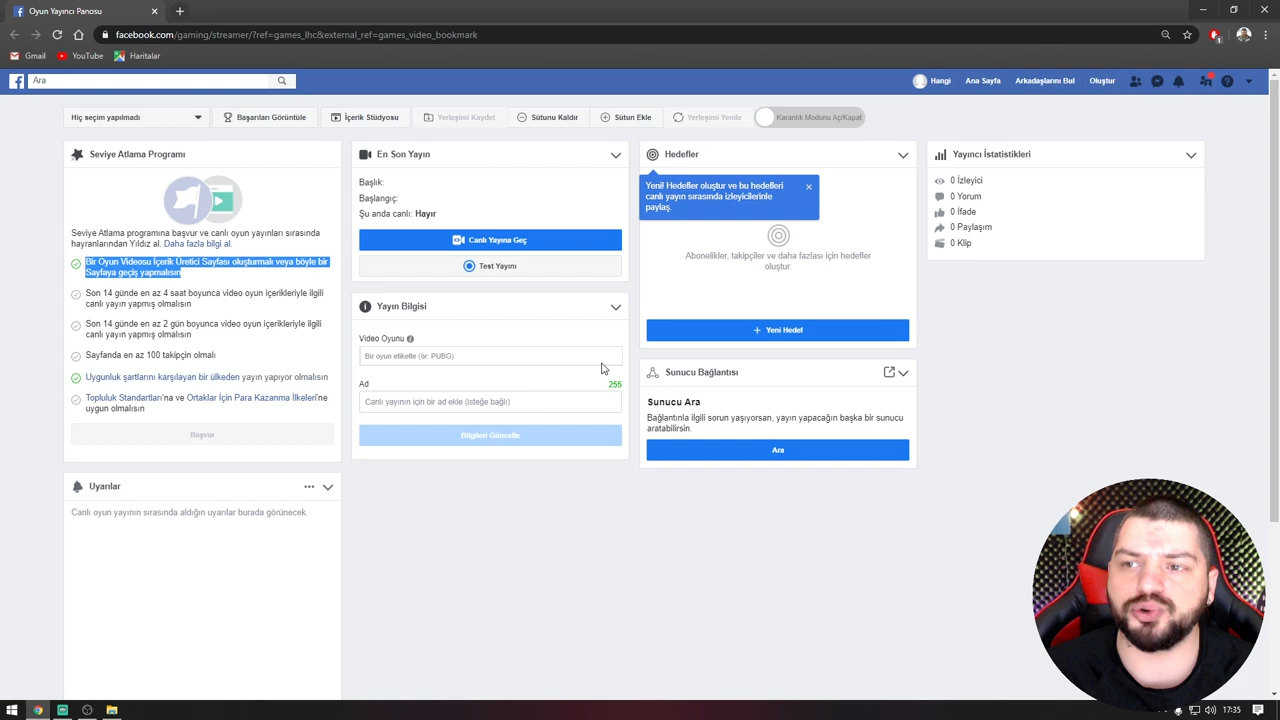 Oyun Yayıncı Panosu
facebook.com/gaming/streamer/?ref=games_lhc&external_ref=games_video_bookmark
Gmail
YouTube
Haritalar
Ara
Hangi
Ana Sayfa
Arkadaşlarını Bul
Oluştur
Hiç seçim yapılmadı
Başarıları Görüntüle
İçerik Stüdyosu
Yerleşimi Kaydet
Sütunu Kaldır
Sütun Ekle
Yerleşimi Yenile
Karanlık Modunu Aç/Kapat
Seviye Atlama Programı
Seviye Atlama programına başvur ve canlı oyun yayınları sırasında
hayranlarından Yıldız al. Daha fazla bilgi al.
Bir Oyun Videosu İçerik Üretici Sayfası oluşturmalı veya böyle bir
Sayfaya geçiş yapmalısın
Son 14 günde en az 4 saat boyunca video oyun içerikleriyle ilgili
canlı yayın yapmış olmalısın
Son 14 günde en az 2 gün boyunca video oyun içerikleriyle ilgili
canlı yayın yapmış olmalısın
Sayfanda en az 100 takipçin olmalı
Uygunluk şartlarını karşılayan bir ülkeden yayın yapıyor olmalısın
Topluluk Standartları'na ve Ortaklar İçin Para Kazanma İlkeleri'ne
uygun olmalısın
Başvur
Uyarılar
Canlı oyun yayının sırasında aldığın uyarılar burada görünecek.
En Son Yayın
Başlık:
Başlangıç:
Şu anda canlı: Hayır
Canlı Yayına Geç
Test Yayını
Yayın Bilgisi
Video Oyunu
Bir oyun etiketle (ör: PUBG)
Ad
255
Canlı yayının için bir ad ekle (isteğe bağlı)
Bilgileri Güncelle
Hedefler
Yeni! Hedefler oluştur ve bu hedefleri
canlı yayın sırasında izleyicilerinle
paylaş.
Abonelikler, takipçiler ve daha fazlası için hedefler
oluştur.
+ Yeni Hedef
Sunucu Bağlantısı
Sunucu Ara
Bağlantınla ilgili sorun yaşıyorsan, yayın yapacağın başka bir sunucu
aratabilirsin.
Ara
Yayıncı İstatistikleri
0 İzleyici
0 Yorum
0 İfade
0 Paylaşım
0 Klip
17:35